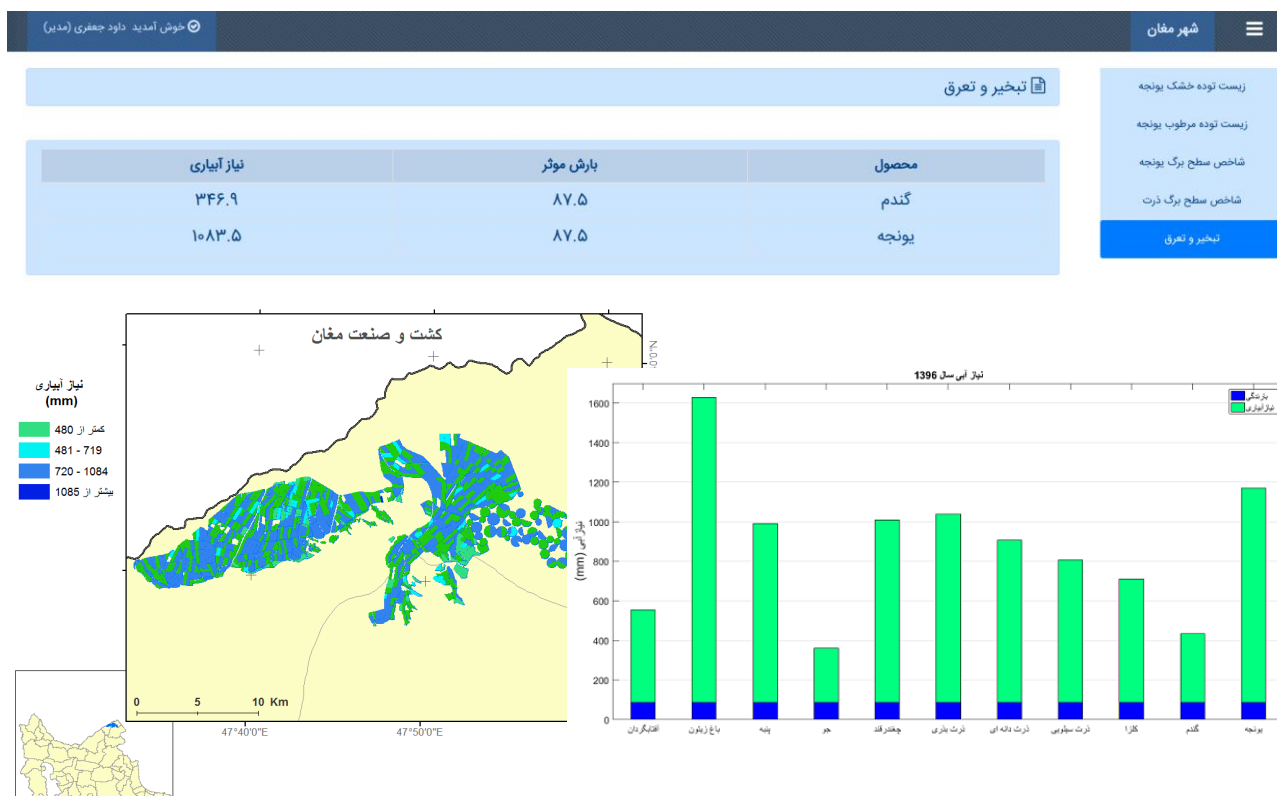 شهر مغان
خوش آمدید داود جعفری (مدیر)
زیست توده خشک یونجه
زیست توده مرطوب یونجه
شاخص سطح برگ یونجه
شاخص سطح برگ ذرت
تبخیر و تعرق
تبخیر و تعرق
محصول بارش موثر نیاز آبیاری
گندم ۸۷.۵ ۳۴۶.۹
یونجه ۸۷.۵ ۱۰۸۳.۵
کشت و صنعت مغان
نیاز آبیاری
(mm)
کمتر از 480
481 - 719
720 - 1084
بیشتر از 1085
0 5 10 Km
47°40'0"E 47°50'0"E
نیاز آبی سال 1396
بارندگی
نیازآبیاری
نیاز آبی (mm)
1600
1400
1200
1000
800
600
400
200
0
آفتابگردان باغ زیتون پنبه جو چغندرقند ذرت بذری ذرت دانه ای ذرت سیلویی کلزا گندم یونجه